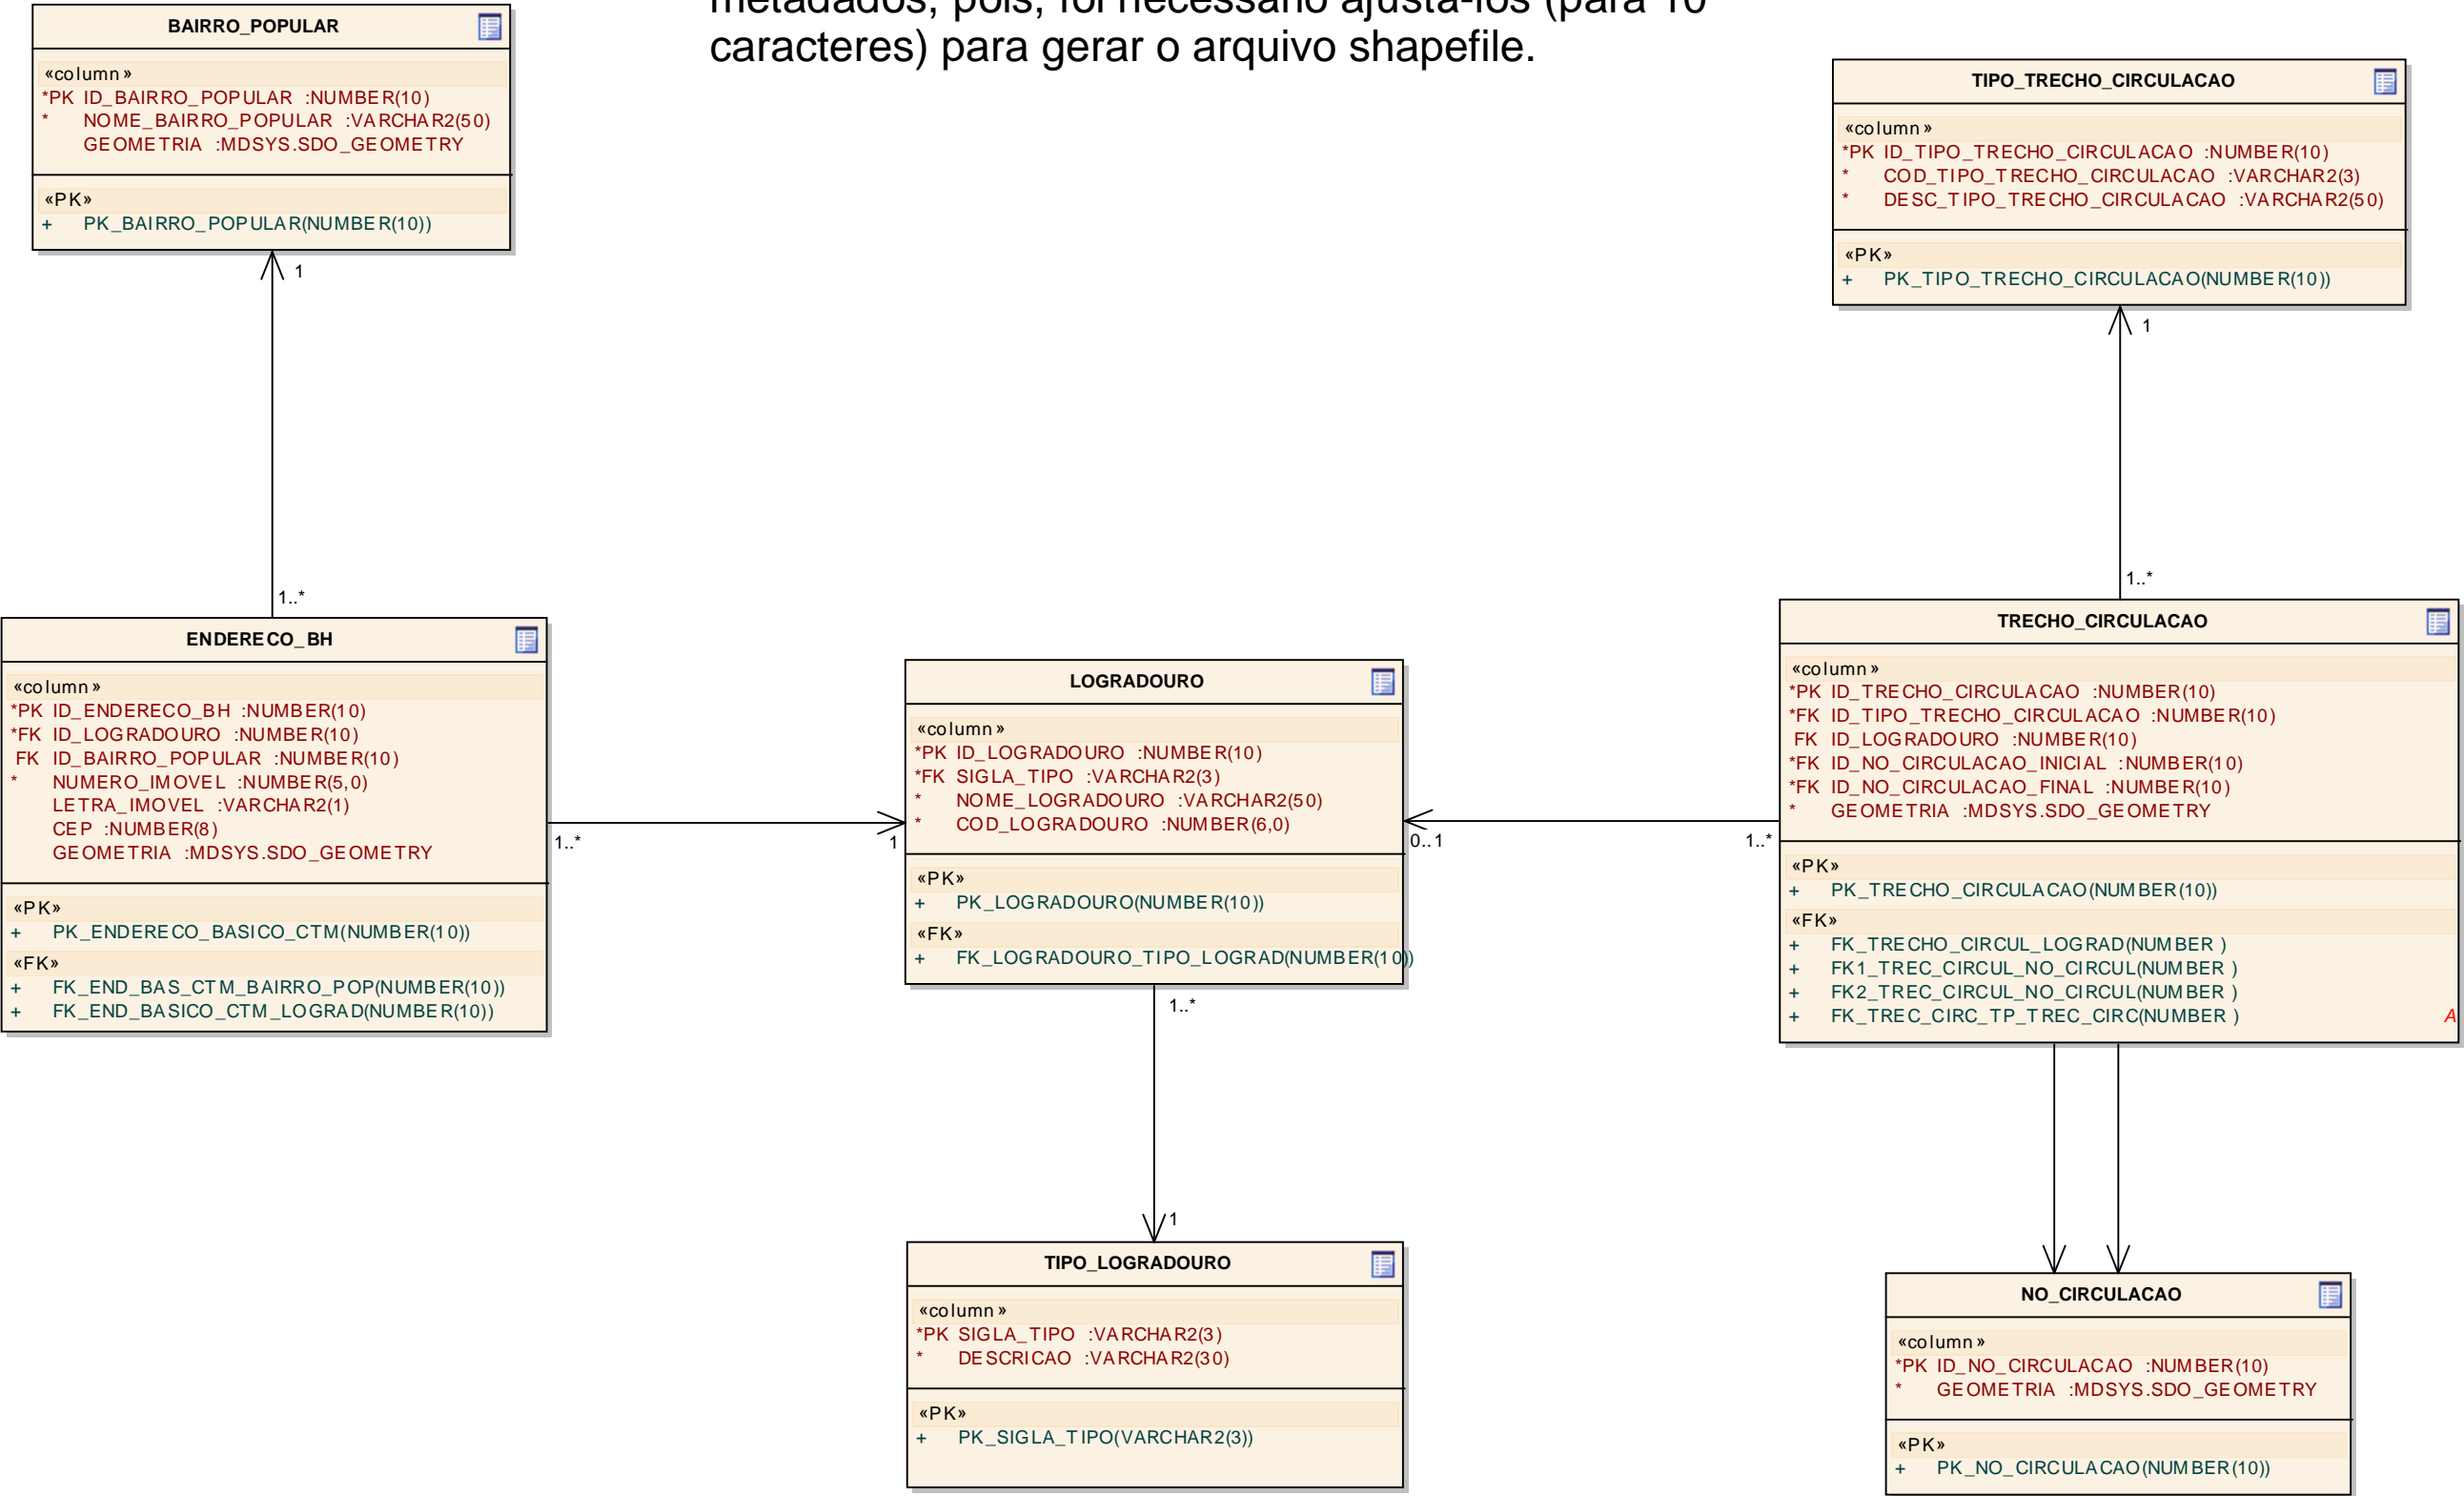 metadados, pois, foi necessário ajustá-los (para 10
caracteres) para gerar o arquivo shapefile.
BAIRRO_POPULAR
«column»
*PK ID_BAIRRO_POPULAR :NUMBER(10)
* NOME_BAIRRO_POPULAR :VARCHAR2(50)
GEOMETRIA :MDSYS.SDO_GEOMETRY
«PK»
+ PK_BAIRRO_POPULAR(NUMBER(10))
1
1..*
TIPO_TRECHO_CIRCULACAO
«column»
*PK ID_TIPO_TRECHO_CIRCULACAO :NUMBER(10)
* COD_TIPO_TRECHO_CIRCULACAO :VARCHAR2(3)
* DESC_TIPO_TRECHO_CIRCULACAO :VARCHAR2(50)
«PK»
+ PK_TIPO_TRECHO_CIRCULACAO(NUMBER(10))
1
1..*
ENDERECO_BH
«column»
*PK ID_ENDERECO_BH :NUMBER(10)
*FK ID_LOGRADOURO :NUMBER(10)
FK ID_BAIRRO_POPULAR :NUMBER(10)
* NUMERO_IMOVEL :NUMBER(5,0)
LETRA_IMOVEL :VARCHAR2(1)
CEP :NUMBER(8)
GEOMETRIA :MDSYS.SDO_GEOMETRY
«PK»
+ PK_ENDERECO_BASICO_CTM(NUMBER(10))
«FK»
+ FK_END_BAS_CTM_BAIRRO_POP(NUMBER(10))
+ FK_END_BASICO_CTM_LOGRAD(NUMBER(10))
1..*
1
LOGRADOURO
«column»
*PK ID_LOGRADOURO :NUMBER(10)
*FK SIGLA_TIPO :VARCHAR2(3)
* NOME_LOGRADOURO :VARCHAR2(50)
* COD_LOGRADOURO :NUMBER(6,0)
«PK»
+ PK_LOGRADOURO(NUMBER(10))
«FK»
+ FK_LOGRADOURO_TIPO_LOGRAD(NUMBER(10))
0..1
1..*
TRECHO_CIRCULACAO
«column»
*PK ID_TRECHO_CIRCULACAO :NUMBER(10)
*FK ID_TIPO_TRECHO_CIRCULACAO :NUMBER(10)
FK ID_LOGRADOURO :NUMBER(10)
*FK ID_NO_CIRCULACAO_INICIAL :NUMBER(10)
*FK ID_NO_CIRCULACAO_FINAL :NUMBER(10)
* GEOMETRIA :MDSYS.SDO_GEOMETRY
«PK»
+ PK_TRECHO_CIRCULACAO(NUMBER(10))
«FK»
+ FK_TRECHO_CIRCUL_LOGRAD(NUMBER )
+ FK1_TREC_CIRCUL_NO_CIRCUL(NUMBER )
+ FK2_TREC_CIRCUL_NO_CIRCUL(NUMBER )
+ FK_TREC_CIRC_TP_TREC_CIRC(NUMBER ) A
1..*
1
TIPO_LOGRADOURO
«column»
*PK SIGLA_TIPO :VARCHAR2(3)
* DESCRICAO :VARCHAR2(30)
«PK»
+ PK_SIGLA_TIPO(VARCHAR2(3))
NO_CIRCULACAO
«column»
*PK ID_NO_CIRCULACAO :NUMBER(10)
* GEOMETRIA :MDSYS.SDO_GEOMETRY
«PK»
+ PK_NO_CIRCULACAO(NUMBER(10))